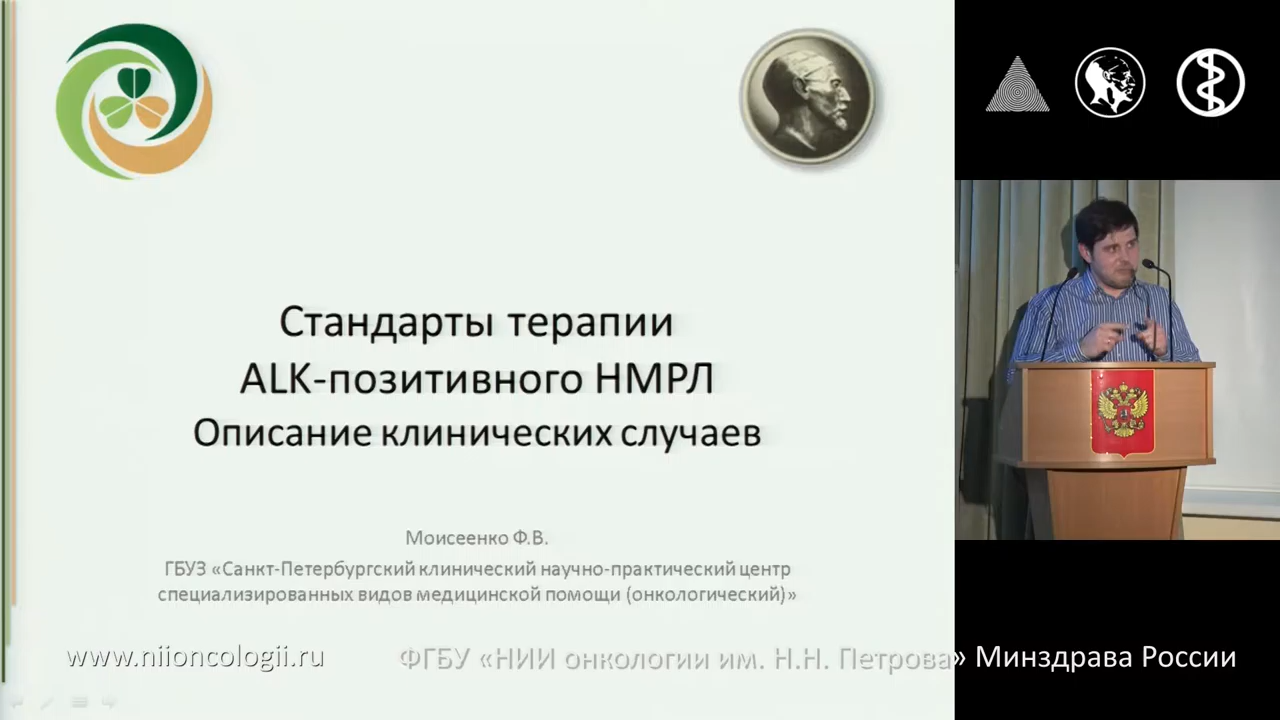 Стандарты терапии
ALK-позитивного НМРЛ
Описание клинических случаев
Моисеенко Ф.В.
ГБУЗ «Санкт-Петербургский клинический научно-практический центр
специализированных видов медицинской помощи (онкологический)»
www.niioncologii.ru
ФГБУ «НИИ онкологии им. Н.Н. Петрова» Минздрава России